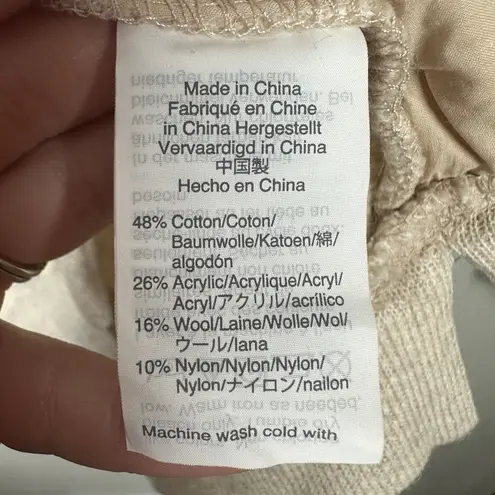 Made in China
Fabriqué en Chine
in China Hergestellt
Vervaardigd in China
中国製
Hecho en China
48% Cotton/Coton/
Baumwolle/Katoen/綿/
algodón
26% Acrylic/Acrylique/Acryl/
Acryl/アクリル/acrílico
16% Wool/Laine/Wolle/Wol/
ウール/lana
10% Nylon/Nylon/Nylon/
Nylon/ナイロン/nailon
Machine wash cold with